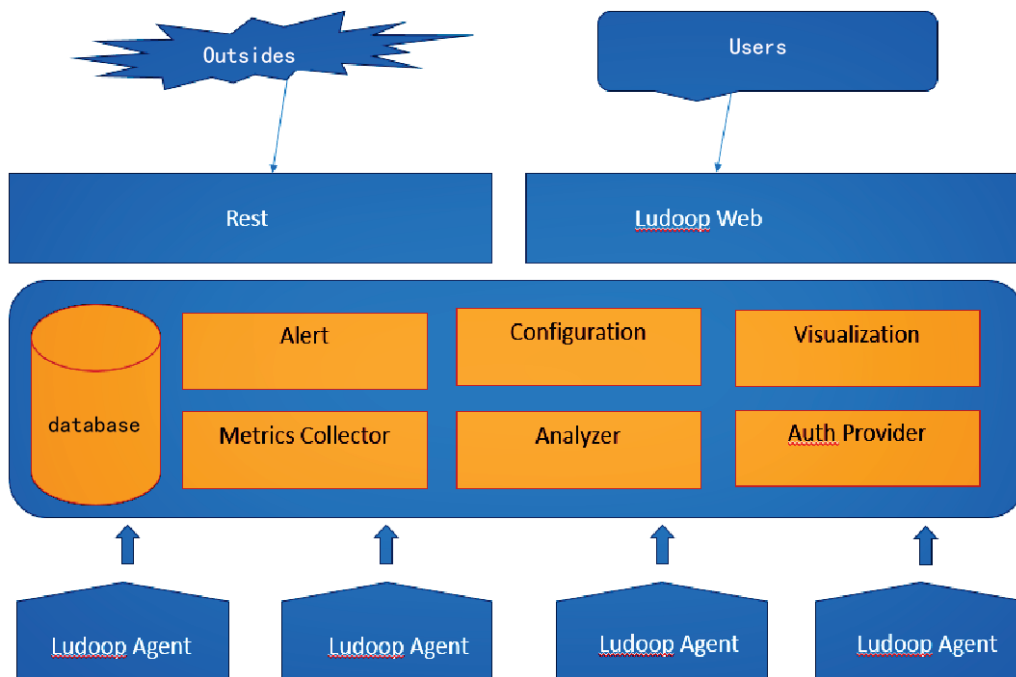 Outsides
Users
Rest
Ludoop Web
Alert
Configuration
Visualization
database
Metrics Collector
Analyzer
Auth Provider
Ludoop Agent
Ludoop Agent
Ludoop Agent
Ludoop Agent